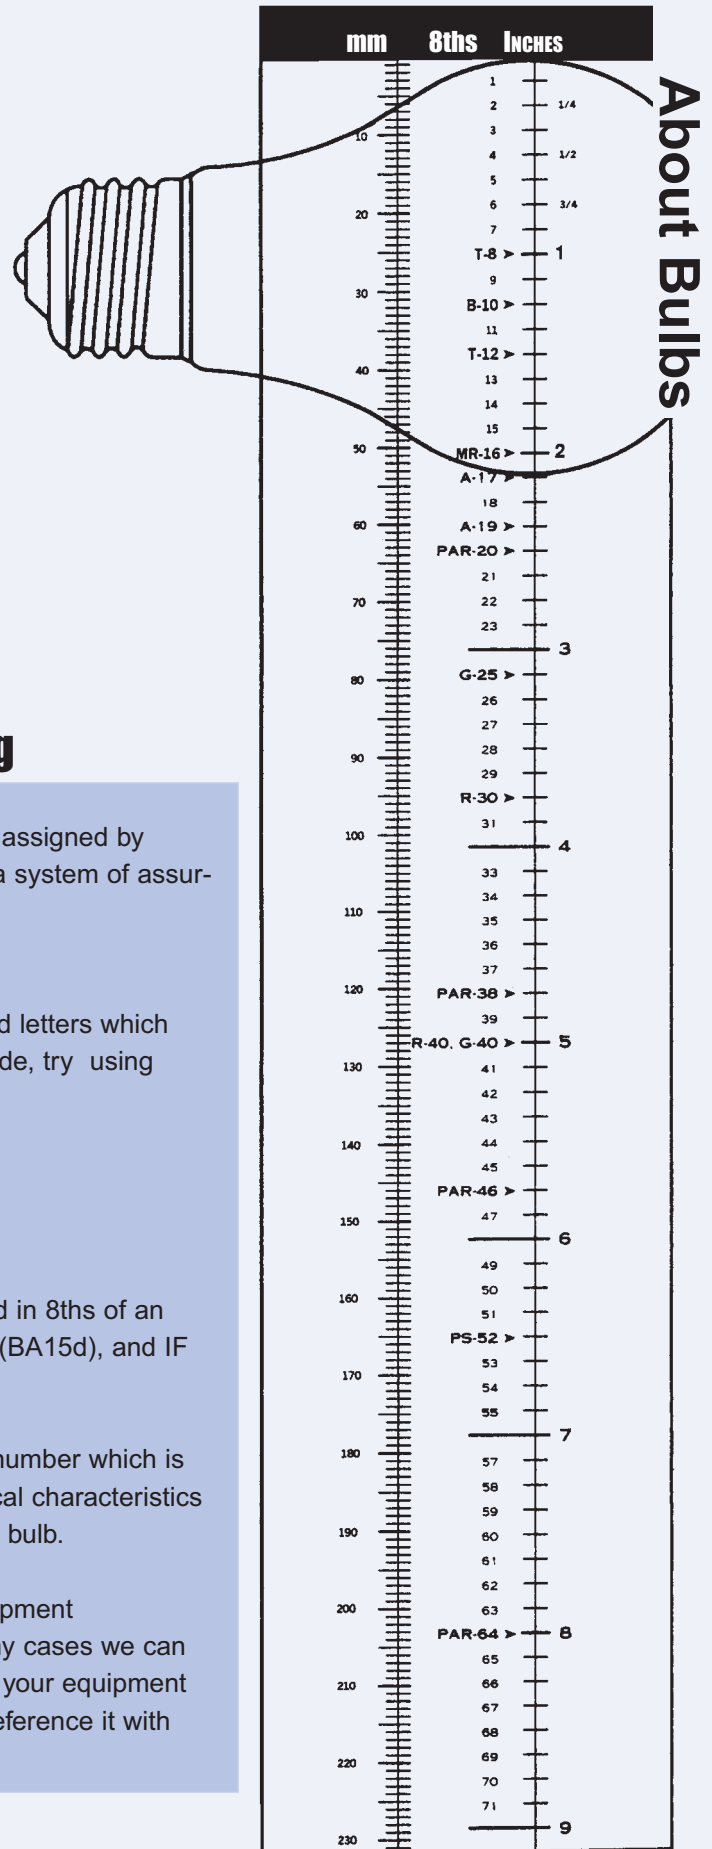 mm 8ths INCHES
About Bulbs
1
2 1/4
3
10
4 1/2
5
20 6 3/4
7
T-8 1
9
30
B-10
11
T-12
40 13
14
15
50 MR-16 2
A-17
18
60 A-19
PAR-20
21
70 22
23
3
80 G-25
26
27
90 28
29
R-30
100 31
4
33
34
110 35
36
37
120 PAR-38
39
R-40, G-40 5
130 41
42
43
140 44
45
PAR-46
150 47
6
49
160 50
51
PS-52
170 53
54
55
7
180 57
58
59
190 60
61
62
200 63
PAR-64 8
65
210 66
67
68
220 69
70
71
9
230
g
assigned by
a system of assur-
d letters which
de, try using
d in 8ths of an
(BA15d), and IF
number which is
cal characteristics
bulb.
ipment
ny cases we can
your equipment
eference it with